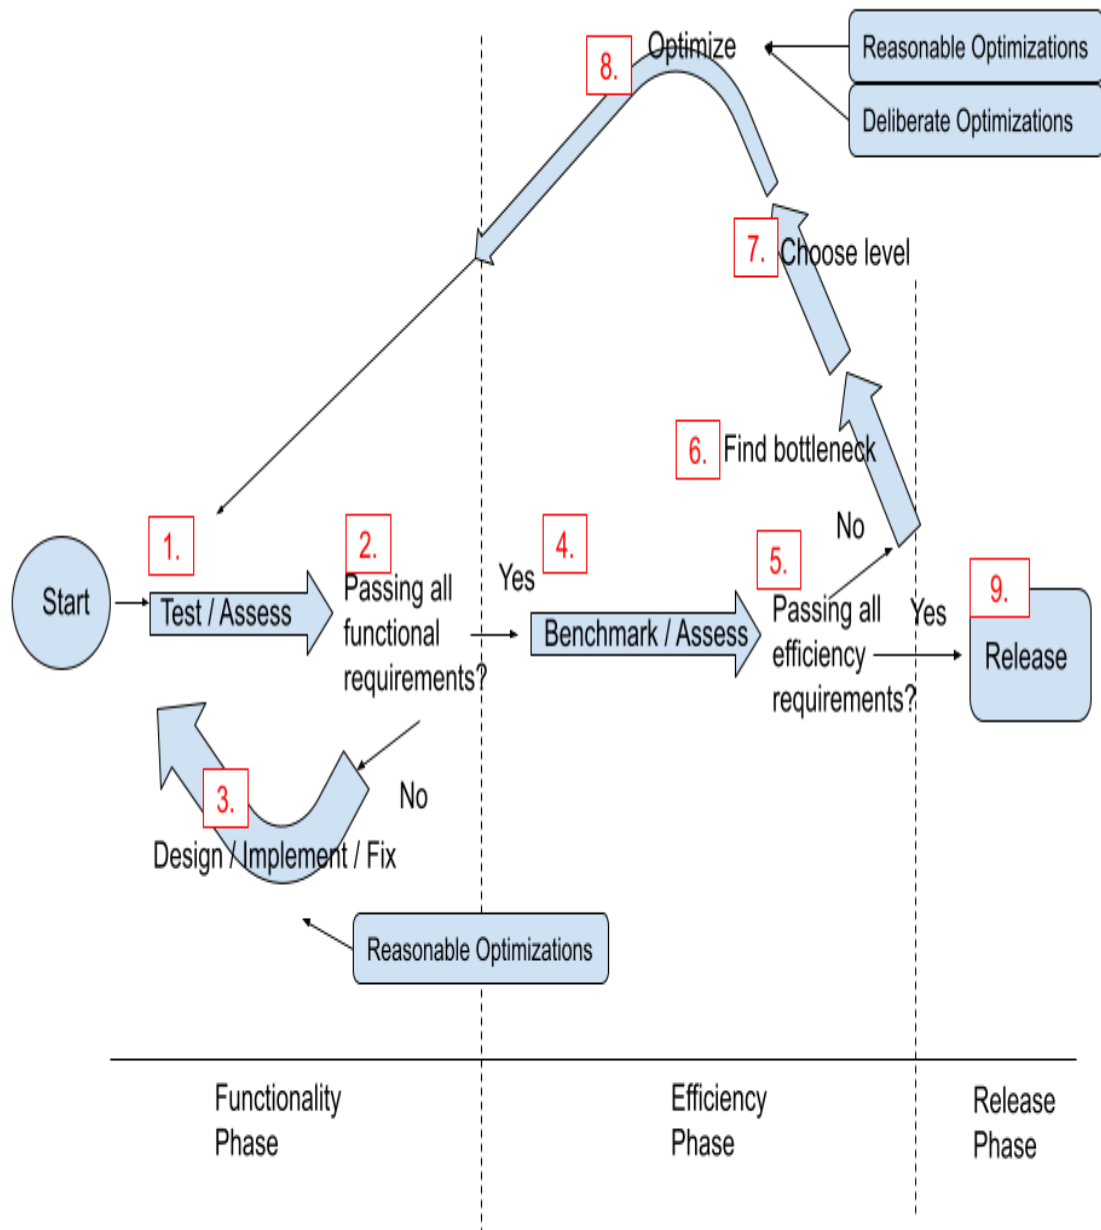 8.
Optimize
Reasonable Optimizations
Deliberate Optimizations
7.
Choose level
6.
Find bottleneck
No
Start
1.
Test / Assess
2.
Passing all
functional
requirements?
Yes
4.
Benchmark / Assess
5.
Passing all
efficiency
requirements?
Yes
9.
Release
3.
No
Design / Implement / Fix
Reasonable Optimizations
Functionality
Phase
Efficiency
Phase
Release
Phase